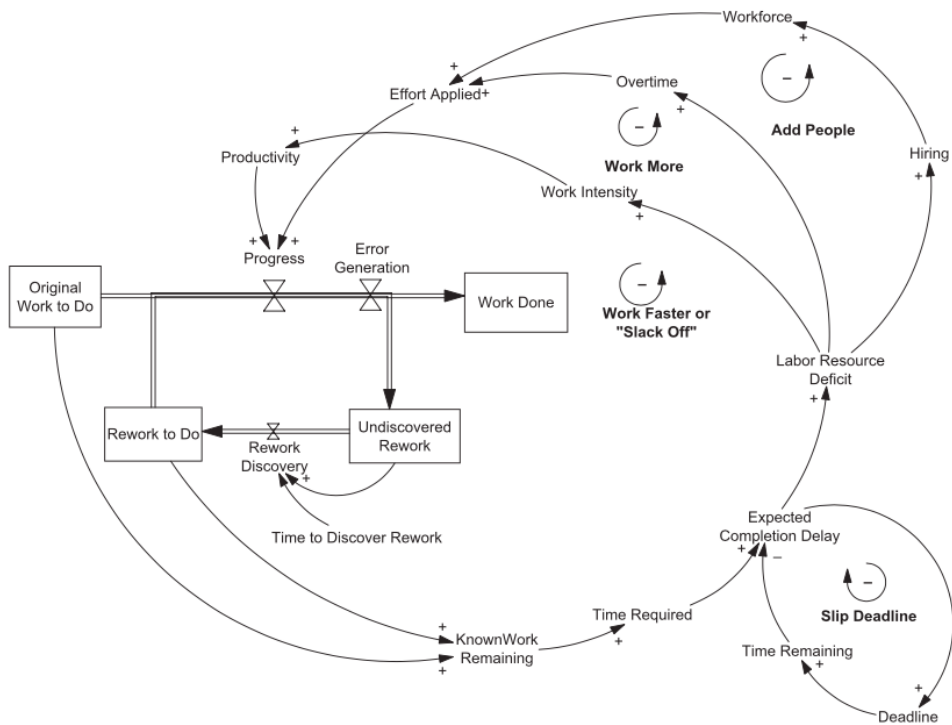 Workforce
+
+
Effort Applied+
Overtime
+
–
Add People
+
Productivity
–
Work More
Hiring
+
Work Intensity
+
+
+
Progress
Error
Generation
Original
Work to Do
Work Done
–
Work Faster or
"Slack Off"
Labor Resource
Deficit
+
Rework to Do
Undiscovered
Rework
Rework
Discovery
+
Time to Discover Rework
Expected
Completion Delay
+
–
–
Slip Deadline
Time Required
+
+
KnownWork
Remaining
+
Time Remaining
+
+
Deadline